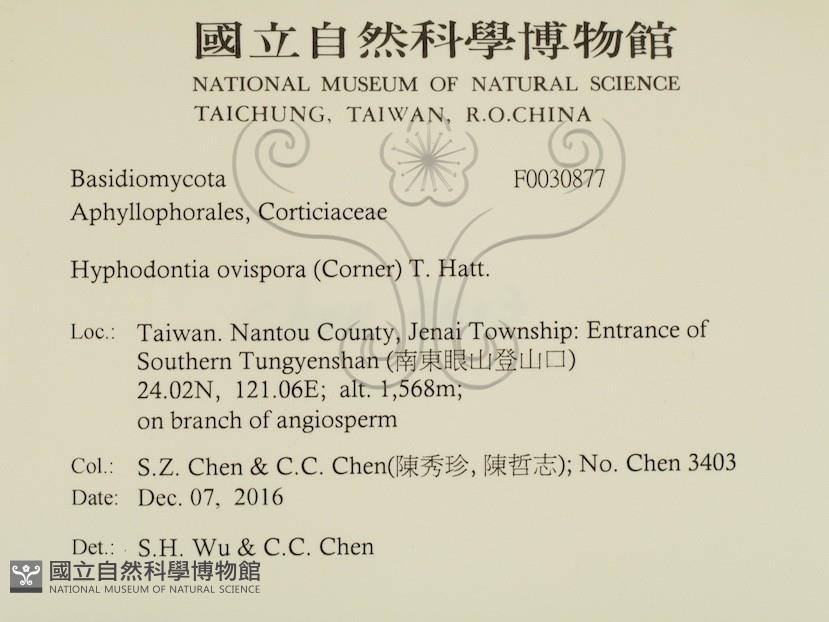 國立自然科學博物館
NATIONAL MUSEUM OF NATURAL SCIENCE
TAICHUNG, TAIWAN, R.O.CHINA
Basidiomycota F0030877
Aphyllophorales, Corticiaceae
Hyphodontia ovispora (Corner) T. Hatt.
Loc.: Taiwan. Nantou County, Jenai Township: Entrance of
Southern Tungyenshan (南東眼山登山口)
24.02N, 121.06E; alt. 1,568m;
on branch of angiosperm
Col.: S.Z. Chen & C.C. Chen(陳秀珍, 陳哲志); No. Chen 3403
Date: Dec. 07, 2016
Det.: S.H. Wu & C.C. Chen
國立自然科學博物館
NATIONAL MUSEUM OF NATURAL SCIENCE